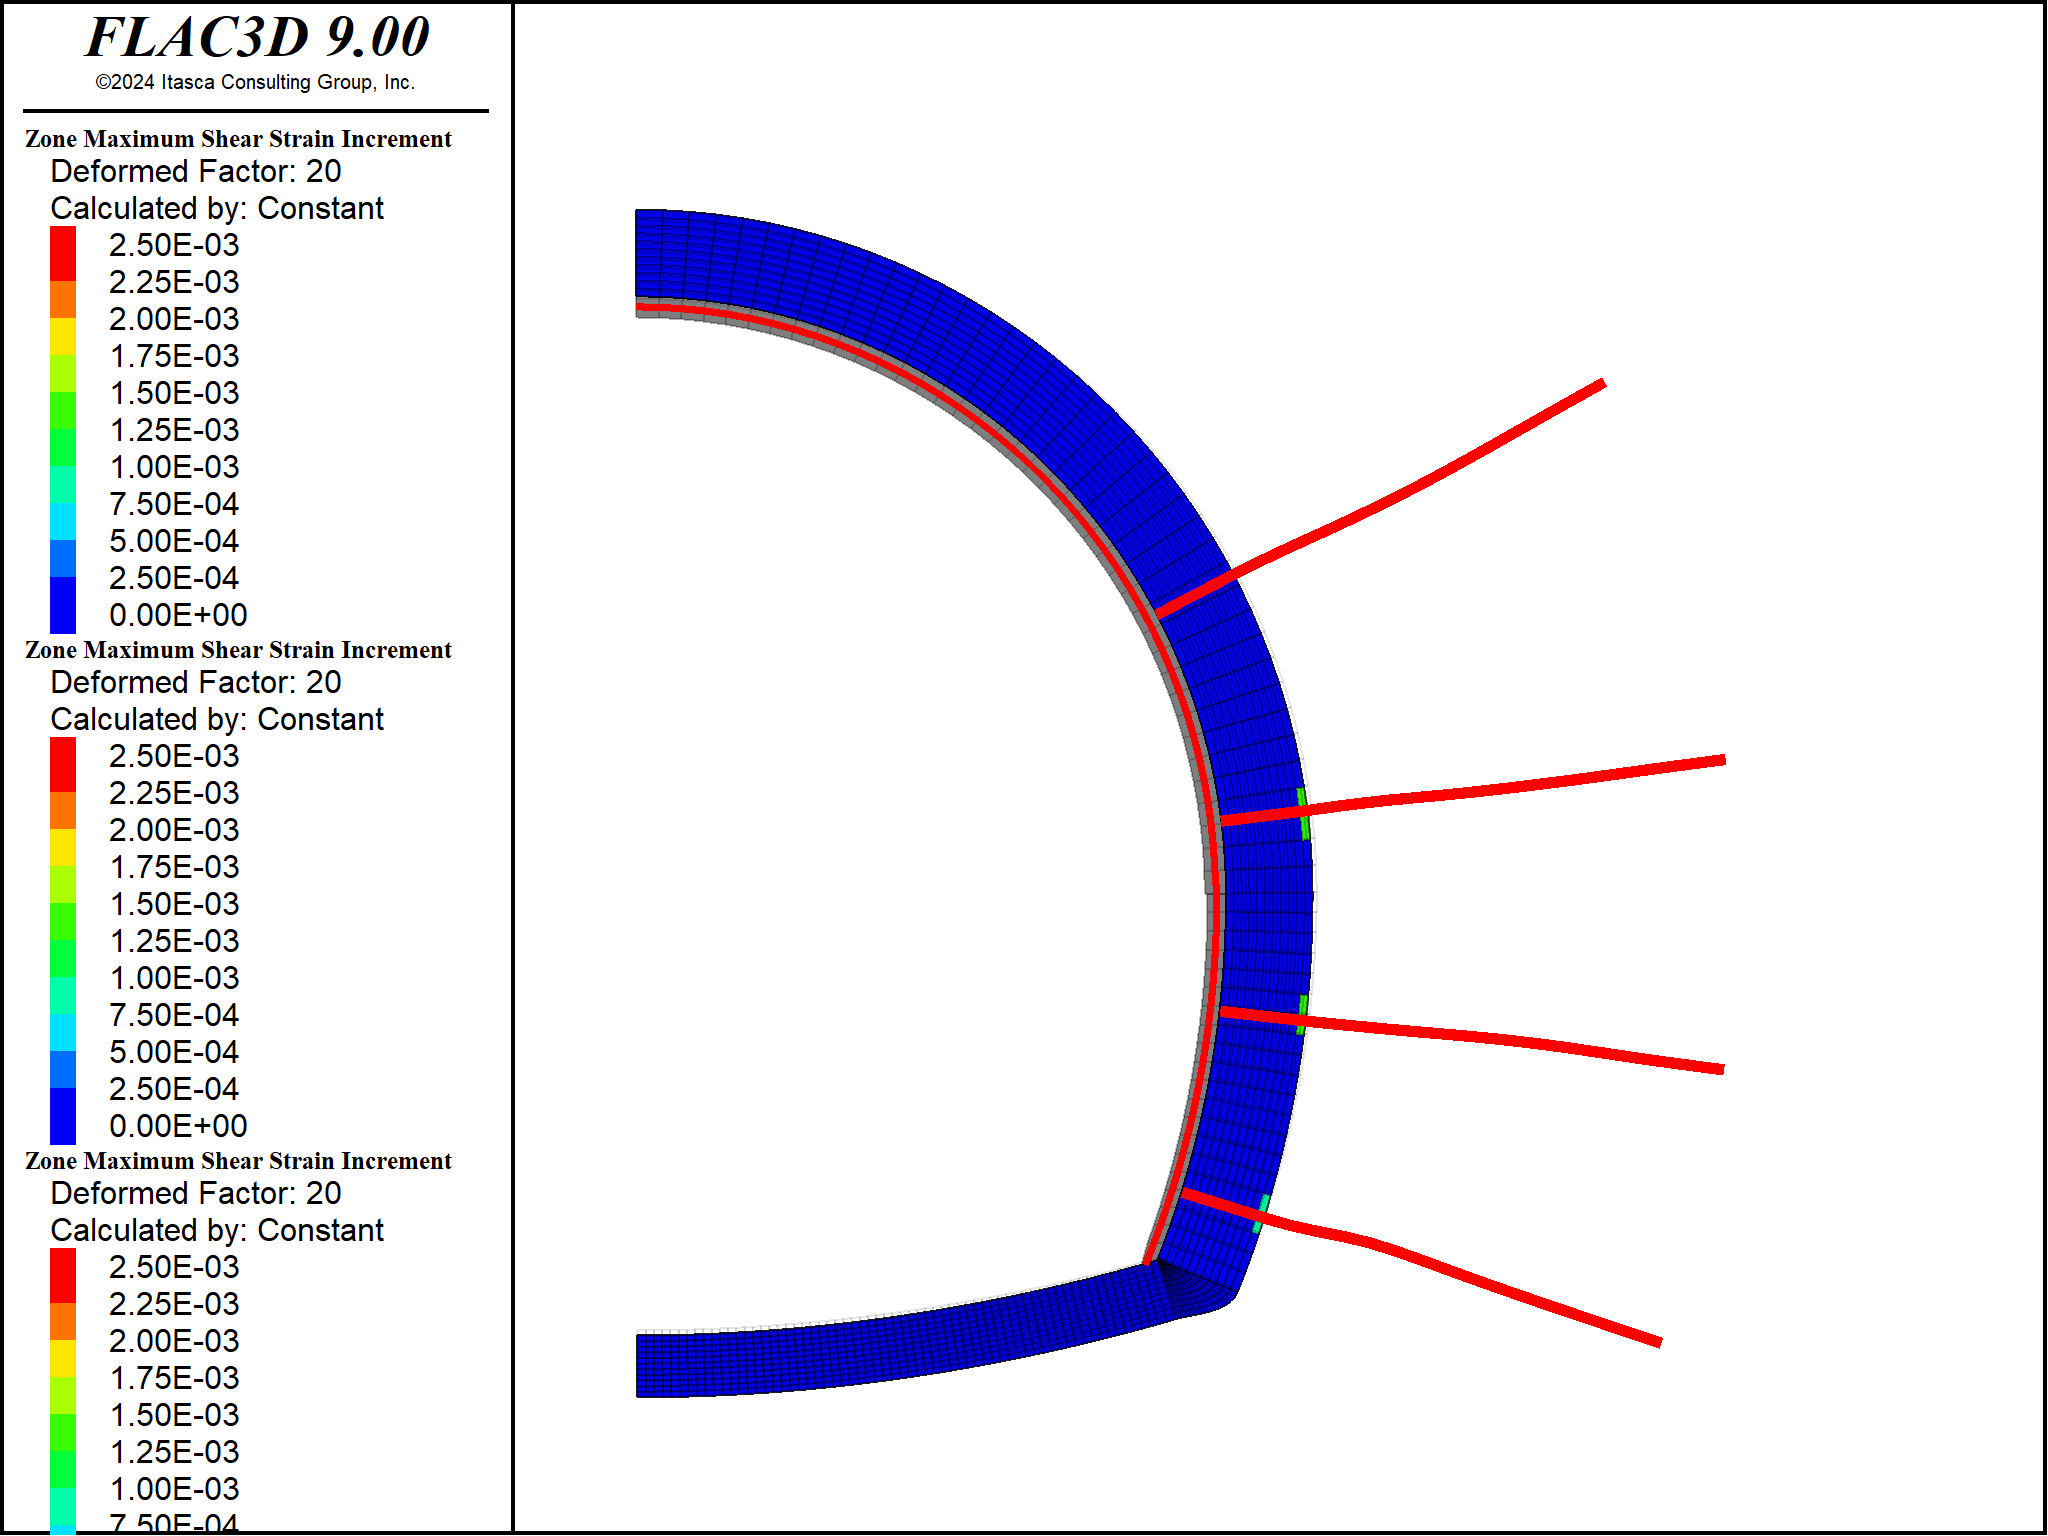 FLAC3D 9.00
©2024 Itasca Consulting Group, Inc.
Zone Maximum Shear Strain Increment
Deformed Factor: 20
Calculated by: Constant
2.50E-03
2.25E-03
2.00E-03
1.75E-03
1.50E-03
1.25E-03
1.00E-03
7.50E-04
5.00E-04
2.50E-04
0.00E+00
Zone Maximum Shear Strain Increment
Deformed Factor: 20
Calculated by: Constant
2.50E-03
2.25E-03
2.00E-03
1.75E-03
1.50E-03
1.25E-03
1.00E-03
7.50E-04
5.00E-04
2.50E-04
0.00E+00
Zone Maximum Shear Strain Increment
Deformed Factor: 20
Calculated by: Constant
2.50E-03
2.25E-03
2.00E-03
1.75E-03
1.50E-03
1.25E-03
1.00E-03
7.50E-04